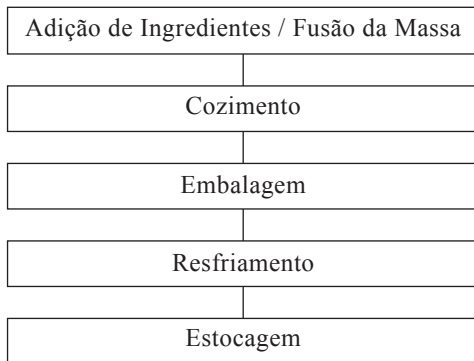 Adição de Ingredientes / Fusão da Massa
Cozimento
Embalagem
Resfriamento
Estocagem